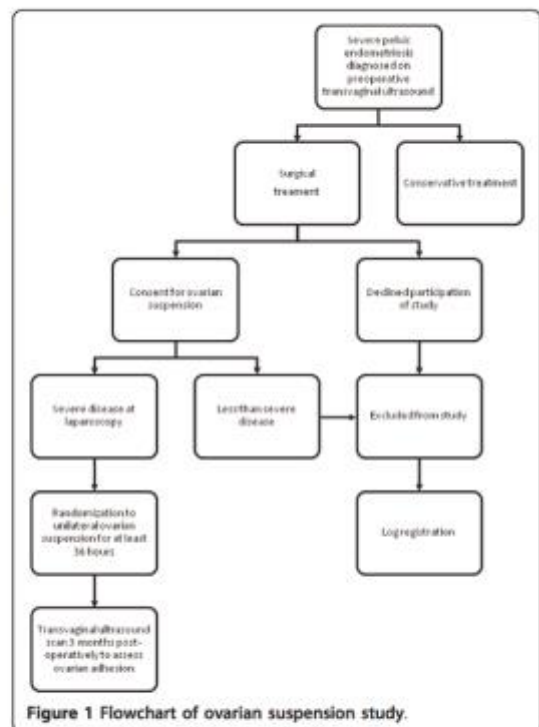 Severe pelvic
endometriosis
diagnosed on
preoperative
transvaginal ultrasound
Surgical
treament
Conservative treatment
Consent for ovarian
suspension
Declined participation
of study
Severe disease at
laparoscopy
Less than severe
disease
Excluded from study
Randomization to
unilateral ovarian
suspension for at least
36 hours
Log registration
Transvaginal ultrasound
scan 3 months post-
operatively to assess
ovarian adhesion
Figure 1 Flowchart of ovarian suspension study.